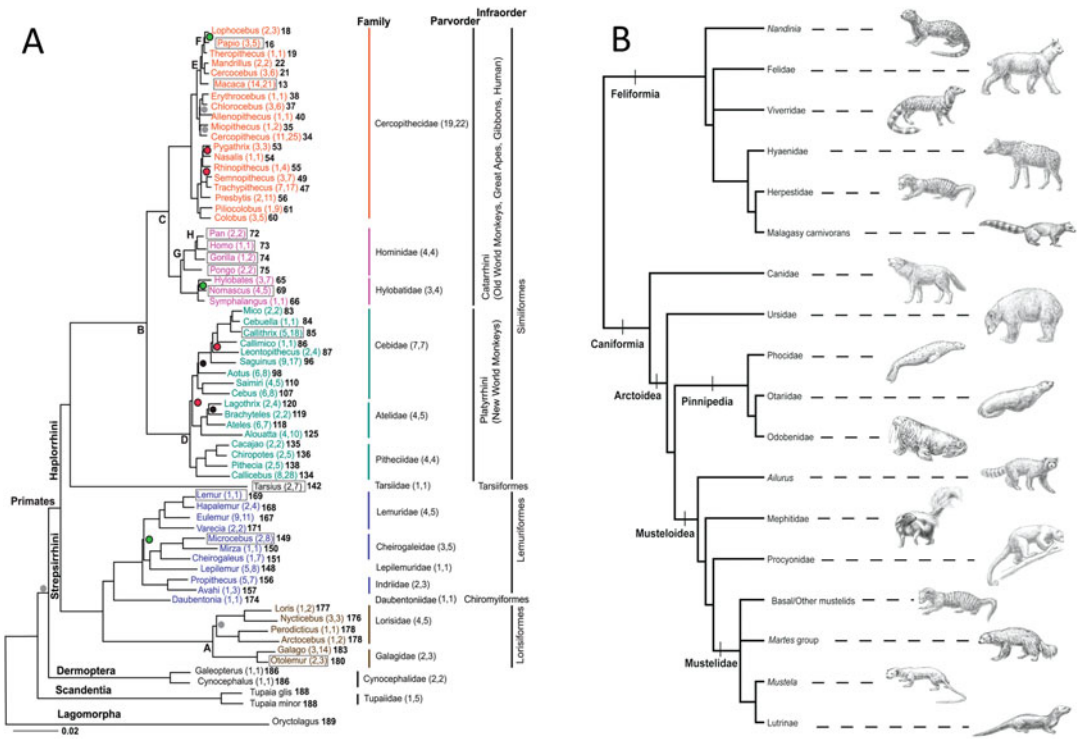 A
Family
Parvorder
Infraorder
Lophocebus (2,3) 18
F
Papio (3,5) 16
Theropithecus (1,1) 19
Mandrillus (2,2) 22
E
Cercocebus (3,6) 21
Macaca (14,21) 13
Erythrocebus (1,1) 38
Chlorocebus (3,6) 37
Allenopithecus (1,1) 40
Miopithecus (1,2) 35
Cercopithecus (11,25) 34
Cercopithecidae (19,22)
Pygathrix (3,3) 53
Nasalis (1,1) 54
Rhinopithecus (1,4) 55
Semnopithecus (3,7) 49
Trachypithecus (7,17) 47
Presbytis (2,11) 56
Piliocolobus (1,9) 61
Colobus (3,5) 60
C
H
Pan (2,2) 72
Homo (1,1) 73
G
Gorilla (1,2) 74
Pongo (2,2) 75
Hominidae (4,4)
Hylobates (3,7) 65
Nomascus (4,5) 69
Symphalangus (1,1) 66
Hylobatidae (3,4)
Catarrhini
(Old World Monkeys, Great Apes, Gibbons, Human)
Simiiformes
B
Mico (2,2) 83
Cebuella (1,1) 84
Callithrix (5,18) 85
Callimico (1,1) 86
Leontopithecus (2,4) 87
Saguinus (9,17) 96
Aotus (6,8) 98
Saimiri (4,5) 110
Cebus (6,8) 107
Cebidae (7,7)
Lagothrix (2,4) 120
Brachyteles (2,2) 119
Ateles (6,7) 118
Alouatta (4,10) 125
Atelidae (4,5)
D
Cacajao (2,2) 135
Chiropotes (2,5) 136
Pithecia (2,5) 138
Callicebus (8,28) 134
Pitheciidae (4,4)
Platyrrhini
(New World Monkeys)
Haplorrhini
Tarsius (2,7) 142
Tarsiidae (1,1)
Tarsiiformes
Primates
Lemur (1,1) 169
Hapalemur (2,4) 168
Eulemur (9,11) 167
Varecia (2,2) 171
Lemuridae (4,5)
Microcebus (2,8) 149
Mirza (1,1) 150
Cheirogaleus (1,7) 151
Cheirogaleidae (3,5)
Lepilemur (5,8) 148
Lepilemuridae (1,1)
Propithecus (5,7) 156
Avahi (1,3) 157
Indriidae (2,3)
Lemuriformes
Daubentonia (1,1) 174
Daubentoniidae (1,1)
Chiromyiformes
Strepsirrhini
Loris (1,2) 177
Nycticebus (3,3) 176
Perodicticus (1,1) 178
Arctocebus (1,2) 178
Lorisidae (4,5)
A
Galago (3,14) 183
Otolemur (2,3) 180
Galagidae (2,3)
Lorisiformes
Dermoptera
Galeopterus (1,1) 186
Cynocephalus (1,1) 186
Cynocephalidae (2,2)
Scandentia
Tupaia glis 188
Tupaia minor 188
Tupaiidae (1,5)
Lagomorpha
Oryctolagus 189
0.02
B
Nandinia
Felidae
Feliformia
Viverridae
Hyaenidae
Herpestidae
Malagasy carnivorans
Canidae
Ursidae
Caniformia
Phocidae
Arctoidea
Pinnipedia
Otariidae
Odobenidae
Ailurus
Mephitidae
Musteloidea
Procyonidae
Basal/Other mustelids
Martes group
Mustelidae
Mustela
Lutrinae